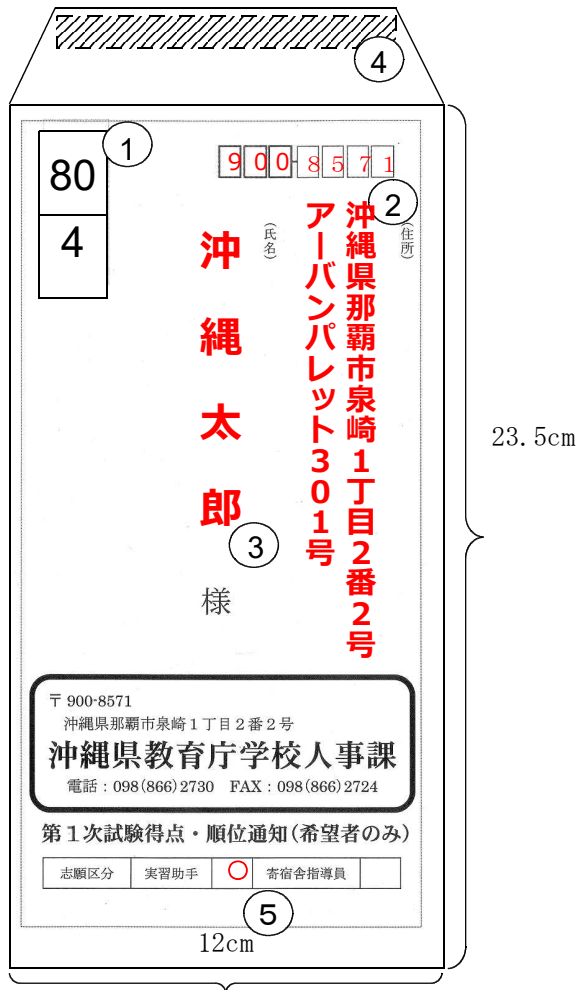 ④
①
80
4
900-8571
②
(住所)
沖縄県那覇市泉崎1丁目2番2号
アーバンパレット301号
(氏名)
沖縄太郎
③
様
23.5cm
〒900-8571
沖縄県那覇市泉崎1丁目2番2号
沖縄県教育庁学校人事課
電話：098(866)2730 FAX：098(866)2724
第1次試験得点・順位通知(希望者のみ)
志願区分 実習助手 ○ 寄宿舎指導員
⑤
12cm